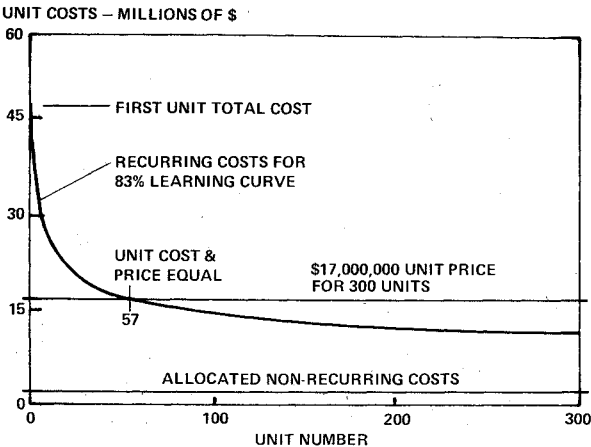 UNIT COSTS – MILLIONS OF $
60
45
30
15
0
FIRST UNIT TOTAL COST
RECURRING COSTS FOR
83% LEARNING CURVE
UNIT COST &
PRICE EQUAL
57
$17,000,000 UNIT PRICE
FOR 300 UNITS
ALLOCATED NON-RECURRING COSTS
0
100
200
300
UNIT NUMBER